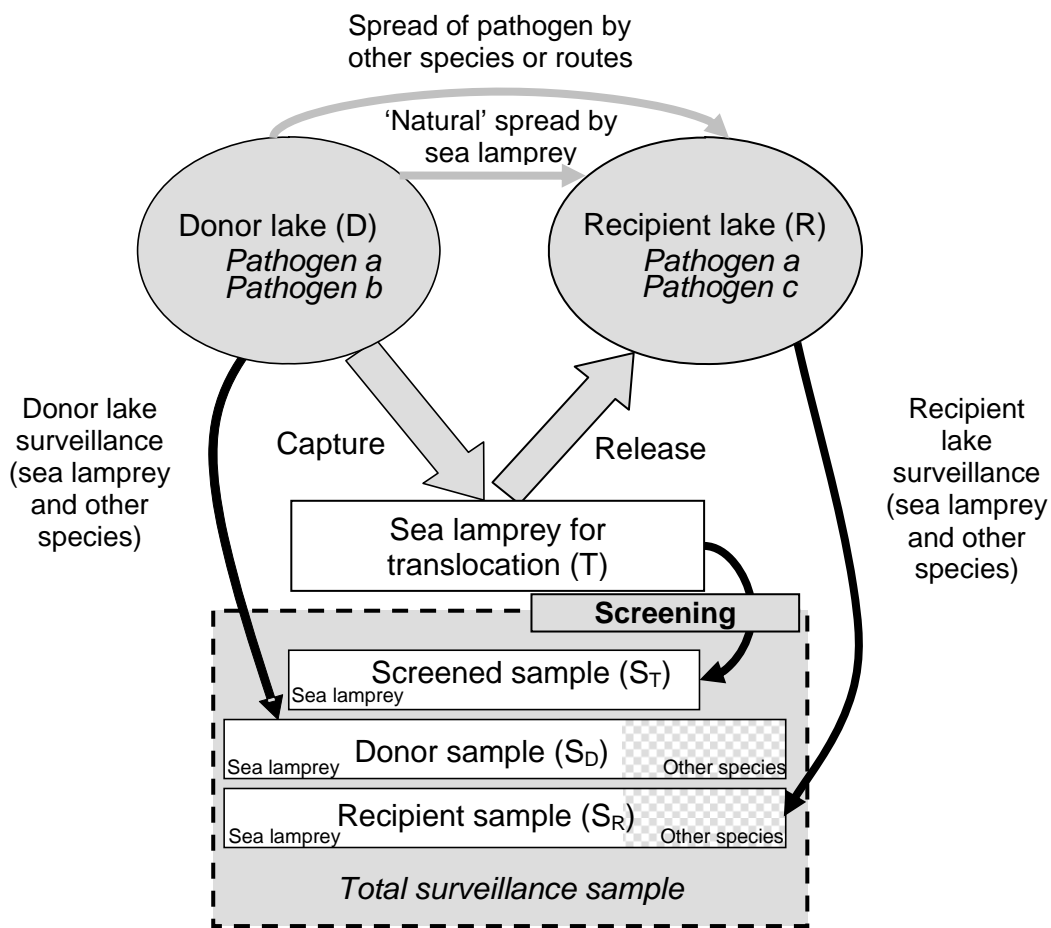 Spread of pathogen by
other species or routes
‘Natural’ spread by
sea lamprey
Donor lake (D)
Pathogen a
Pathogen b
Recipient lake (R)
Pathogen a
Pathogen c
Donor lake
surveillance
(sea lamprey
and other
species)
Capture
Release
Recipient
lake
surveillance
(sea lamprey
and other
species)
Sea lamprey for
translocation (T)
Screening
Screened sample (S_T)
Sea lamprey
Donor sample (S_D)
Sea lamprey
Other species
Recipient sample (S_R)
Sea lamprey
Other species
Total surveillance sample